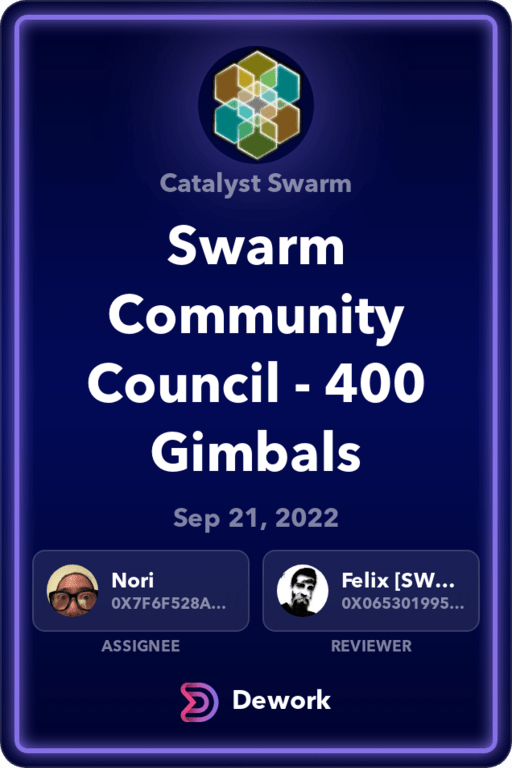 Catalyst Swarm
Swarm
Community
Council - 400
Gimbals
Sep 21, 2022
Nori
0X7F6F528A...
Felix [SW...
0X065301995...
ASSIGNEE
REVIEWER
Dework